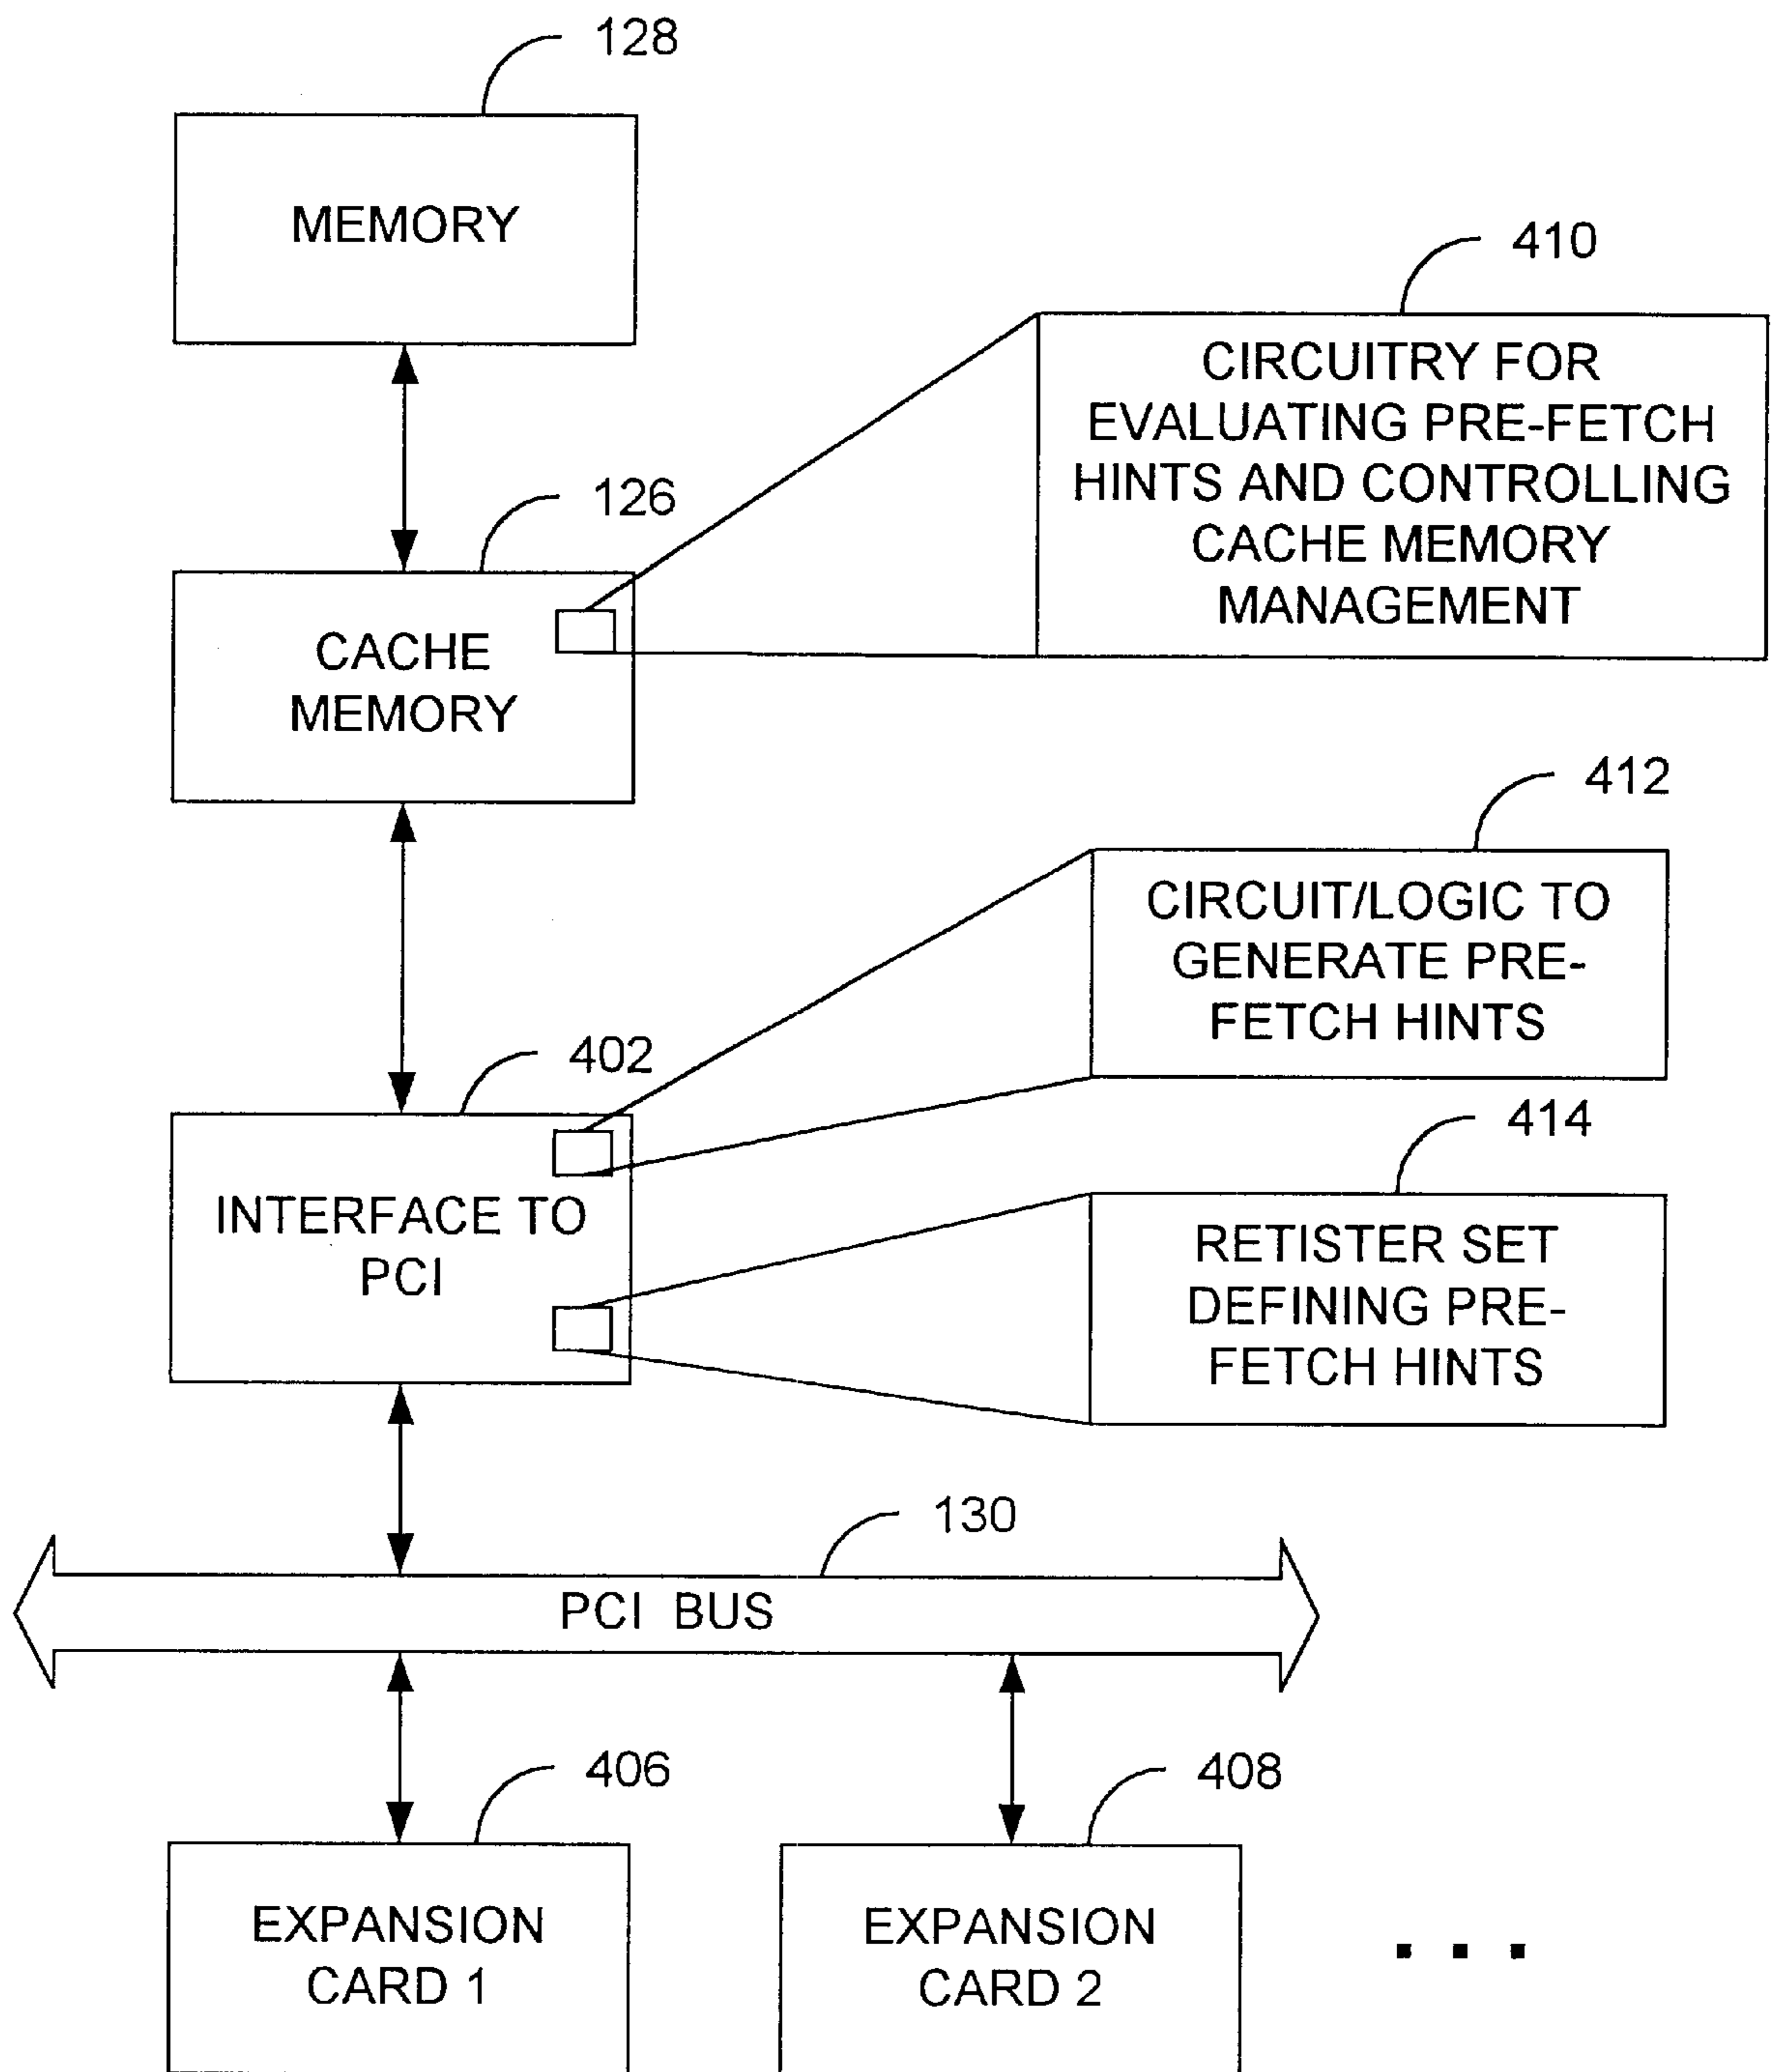 128
MEMORY
410
CIRCUITRY FOR
EVALUATING PRE-FETCH
HINTS AND CONTROLLING
CACHE MEMORY
MANAGEMENT
126
CACHE
MEMORY
412
CIRCUIT/LOGIC TO
GENERATE PRE-
FETCH HINTS
402
INTERFACE TO
PCI
414
RETISTER SET
DEFINING PRE-
FETCH HINTS
130
PCI BUS
406
EXPANSION
CARD 1
408
EXPANSION
CARD 2
. . .